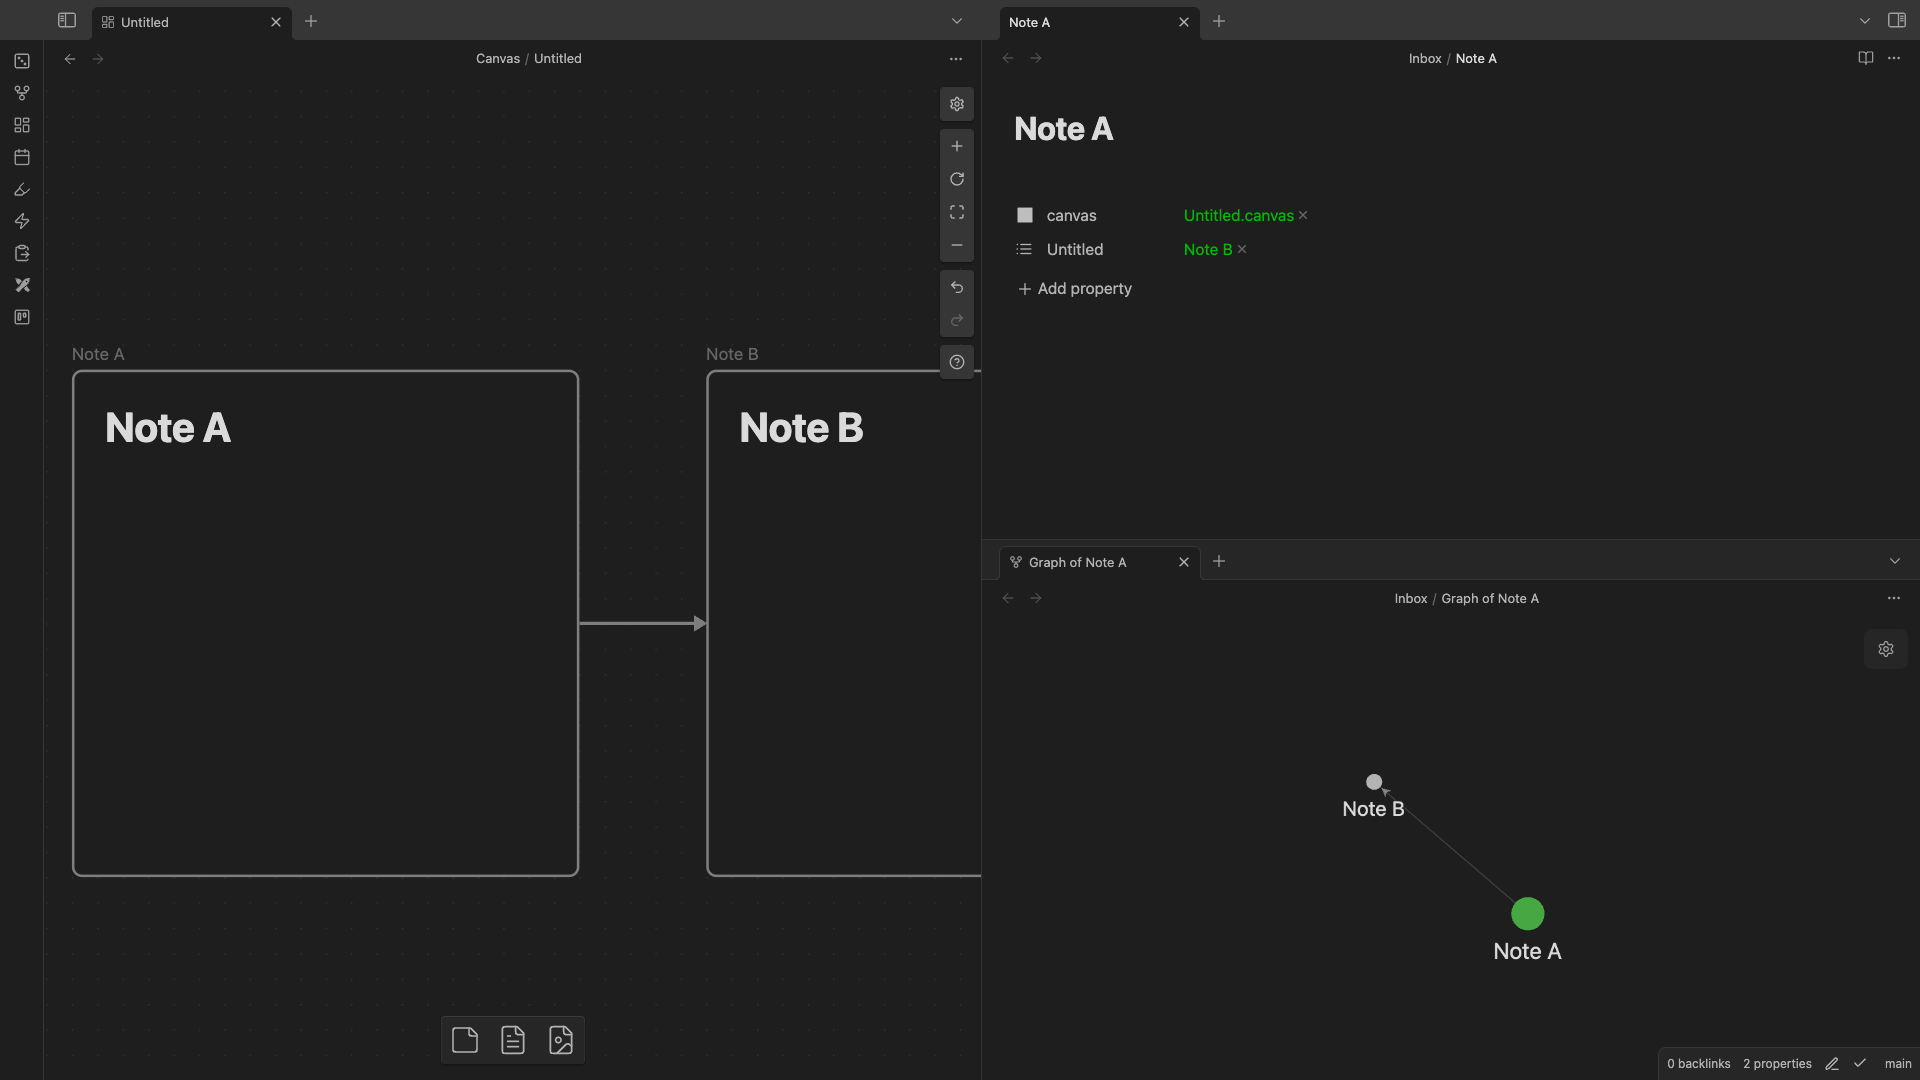 Untitled
Canvas / Untitled
Note A
Note A
Note B
Note B
Note A
Inbox / Note A
Note A
canvas Untitled.canvas
Untitled Note B
Add property
Graph of Note A
Inbox / Graph of Note A
Note B
Note A
0 backlinks 2 properties main